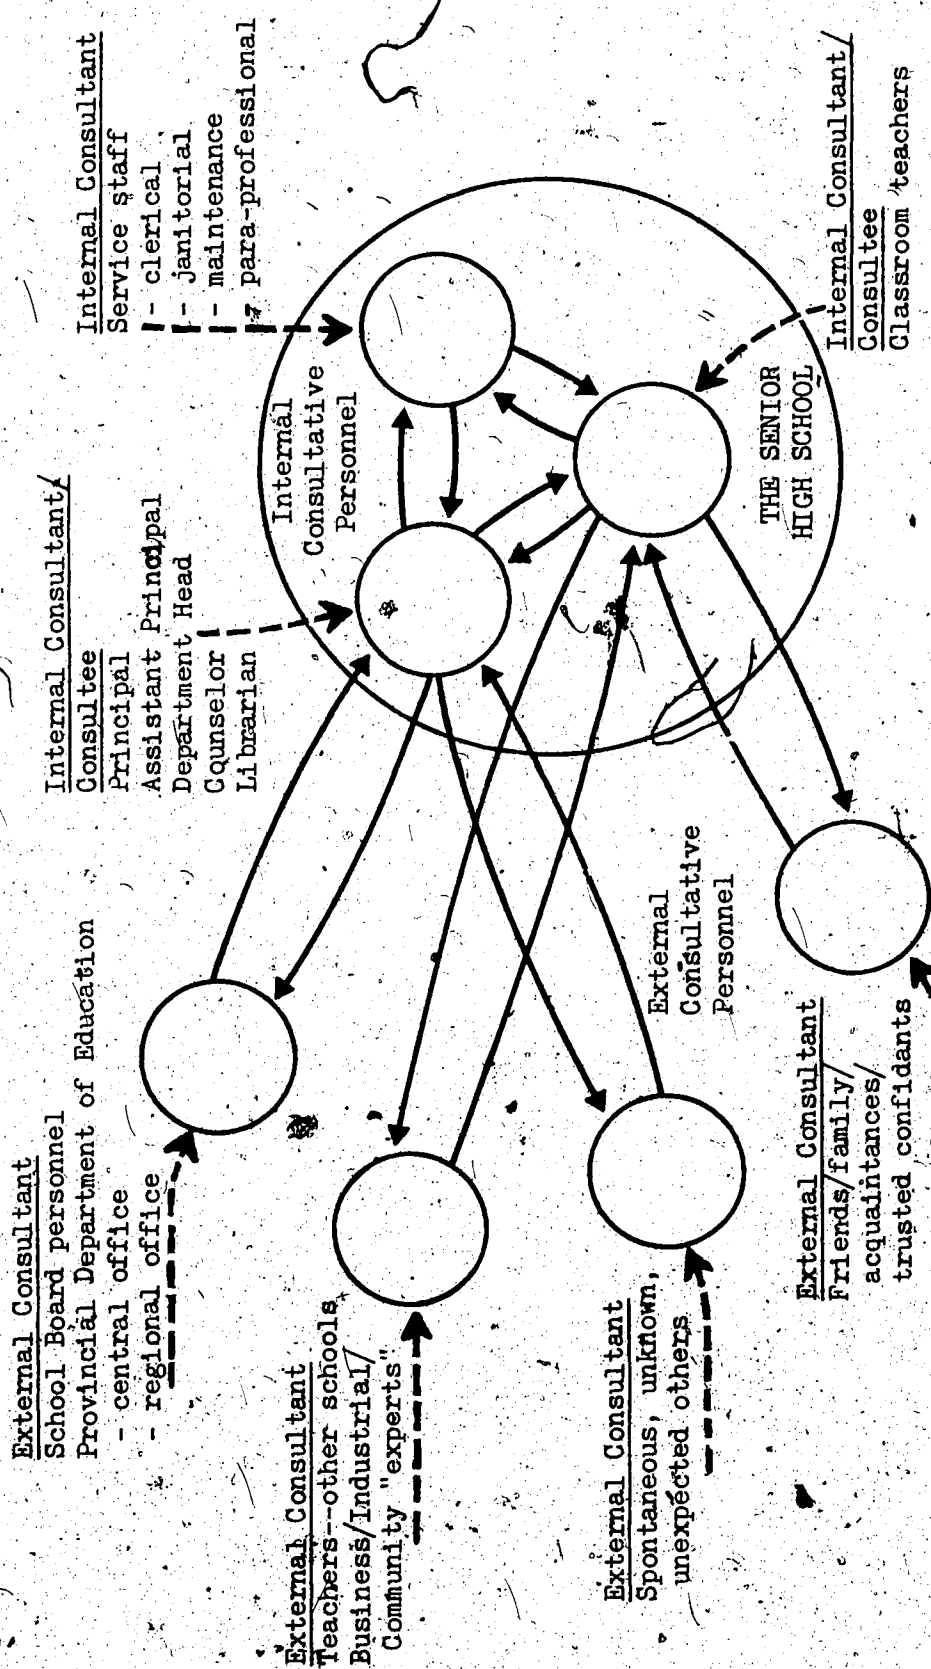 External Consultant
School Board personnel
Provincial Department of Education
- central office
- regional office
Internal Consultant/
Consultee
Principal
Assistant Principal
Department Head
Counselor
Librarian
Internal Consultant
Service staff
- clerical
- janitorial
- maintenance
- para-professional
External Consultant
Teachers--other schools
Business/Industrial/
Community "experts"
Internal
Consultative
Personnel
External Consultant
Spontaneous, unknown,
unexpected others
External
Consultative
Personnel
THE SENIOR
HIGH SCHOOL
External Consultant
Friends/family/
acquaintances/
trusted confidants
Internal Consultant/
Consultee
Classroom teachers